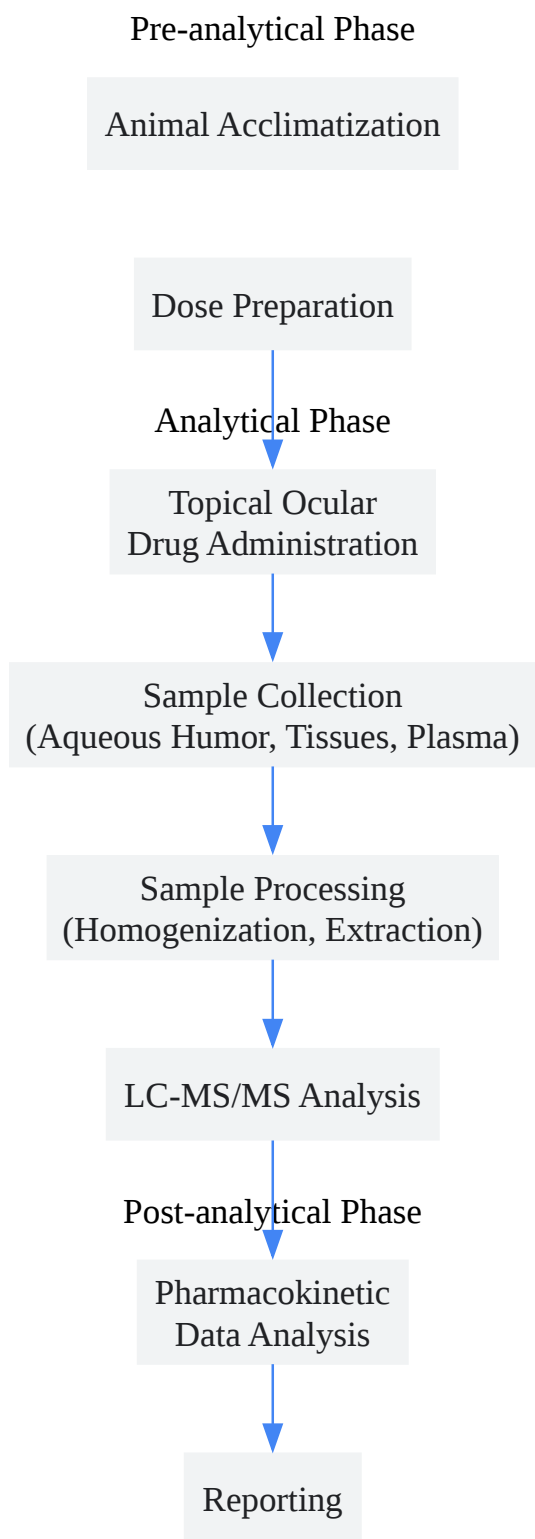 Pre-analytical Phase
Animal Acclimatization
Dose Preparation
Analytical Phase
Topical Ocular
Drug Administration
Sample Collection
(Aqueous Humor, Tissues, Plasma)
Sample Processing
(Homogenization, Extraction)
LC-MS/MS Analysis
Post-analytical Phase
Pharmacokinetic
Data Analysis
Reporting